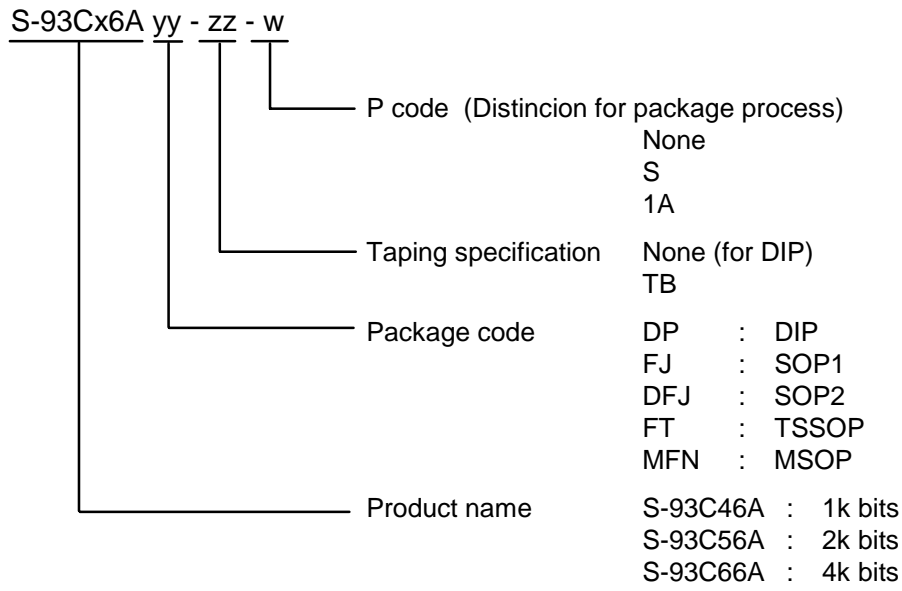 S-93Cx6A yy - zz - w
P code (Distincion for package process)
None
S
1A
Taping specification None (for DIP)
TB
Package code DP : DIP
FJ : SOP1
DFJ : SOP2
FT : TSSOP
MFN : MSOP
Product name S-93C46A : 1k bits
S-93C56A : 2k bits
S-93C66A : 4k bits